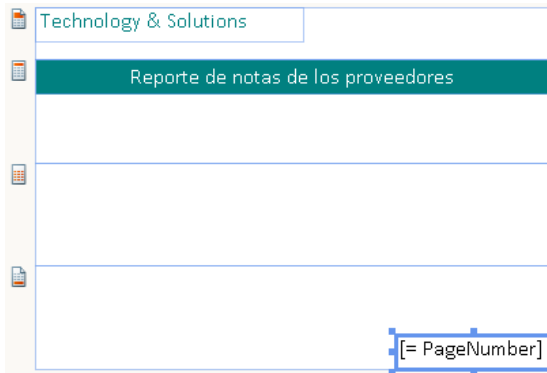 Technology & Solutions
Reporte de notas de los proveedores
[= PageNumber]